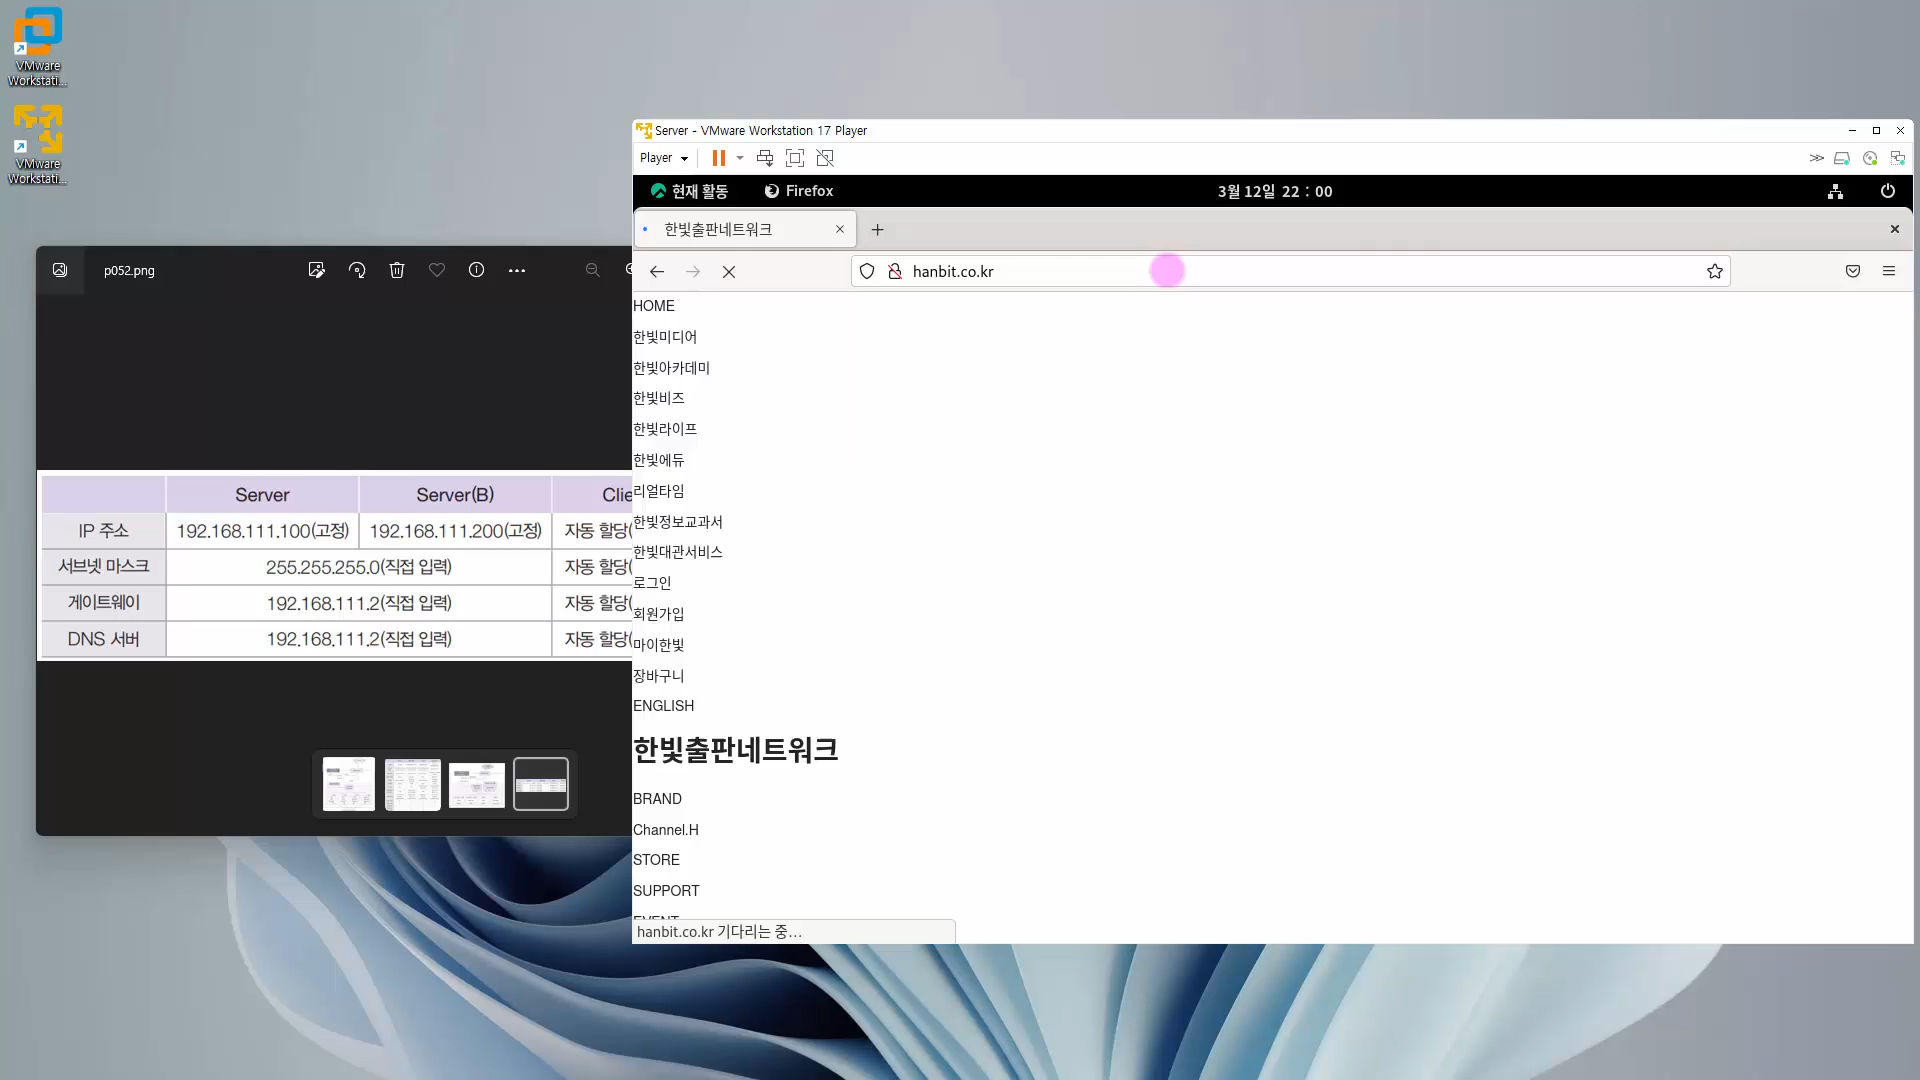 VMware
Workstati...
VMware
Workstati...
p052.png
Server
Server(B)
IP 주소
192.168.111.100(고정)
192.168.111.200(고정)
자동 할당(
서브넷 마스크
255.255.255.0(직접 입력)
자동 할당(
게이트웨이
192.168.111.2(직접 입력)
자동 할당(
DNS 서버
192.168.111.2(직접 입력)
자동 할당(
Server - VMware Workstation 17 Player
Player
현재 활동
Firefox
3월 12일 22 : 00
한빛출판네트워크
hanbit.co.kr
HOME
한빛미디어
한빛아카데미
한빛비즈
한빛라이프
한빛에듀
리얼타임
한빛정보교과서
한빛대관서비스
로그인
회원가입
마이한빛
장바구니
ENGLISH
한빛출판네트워크
BRAND
Channel.H
STORE
SUPPORT
EVENT
hanbit.co.kr 기다리는 중...